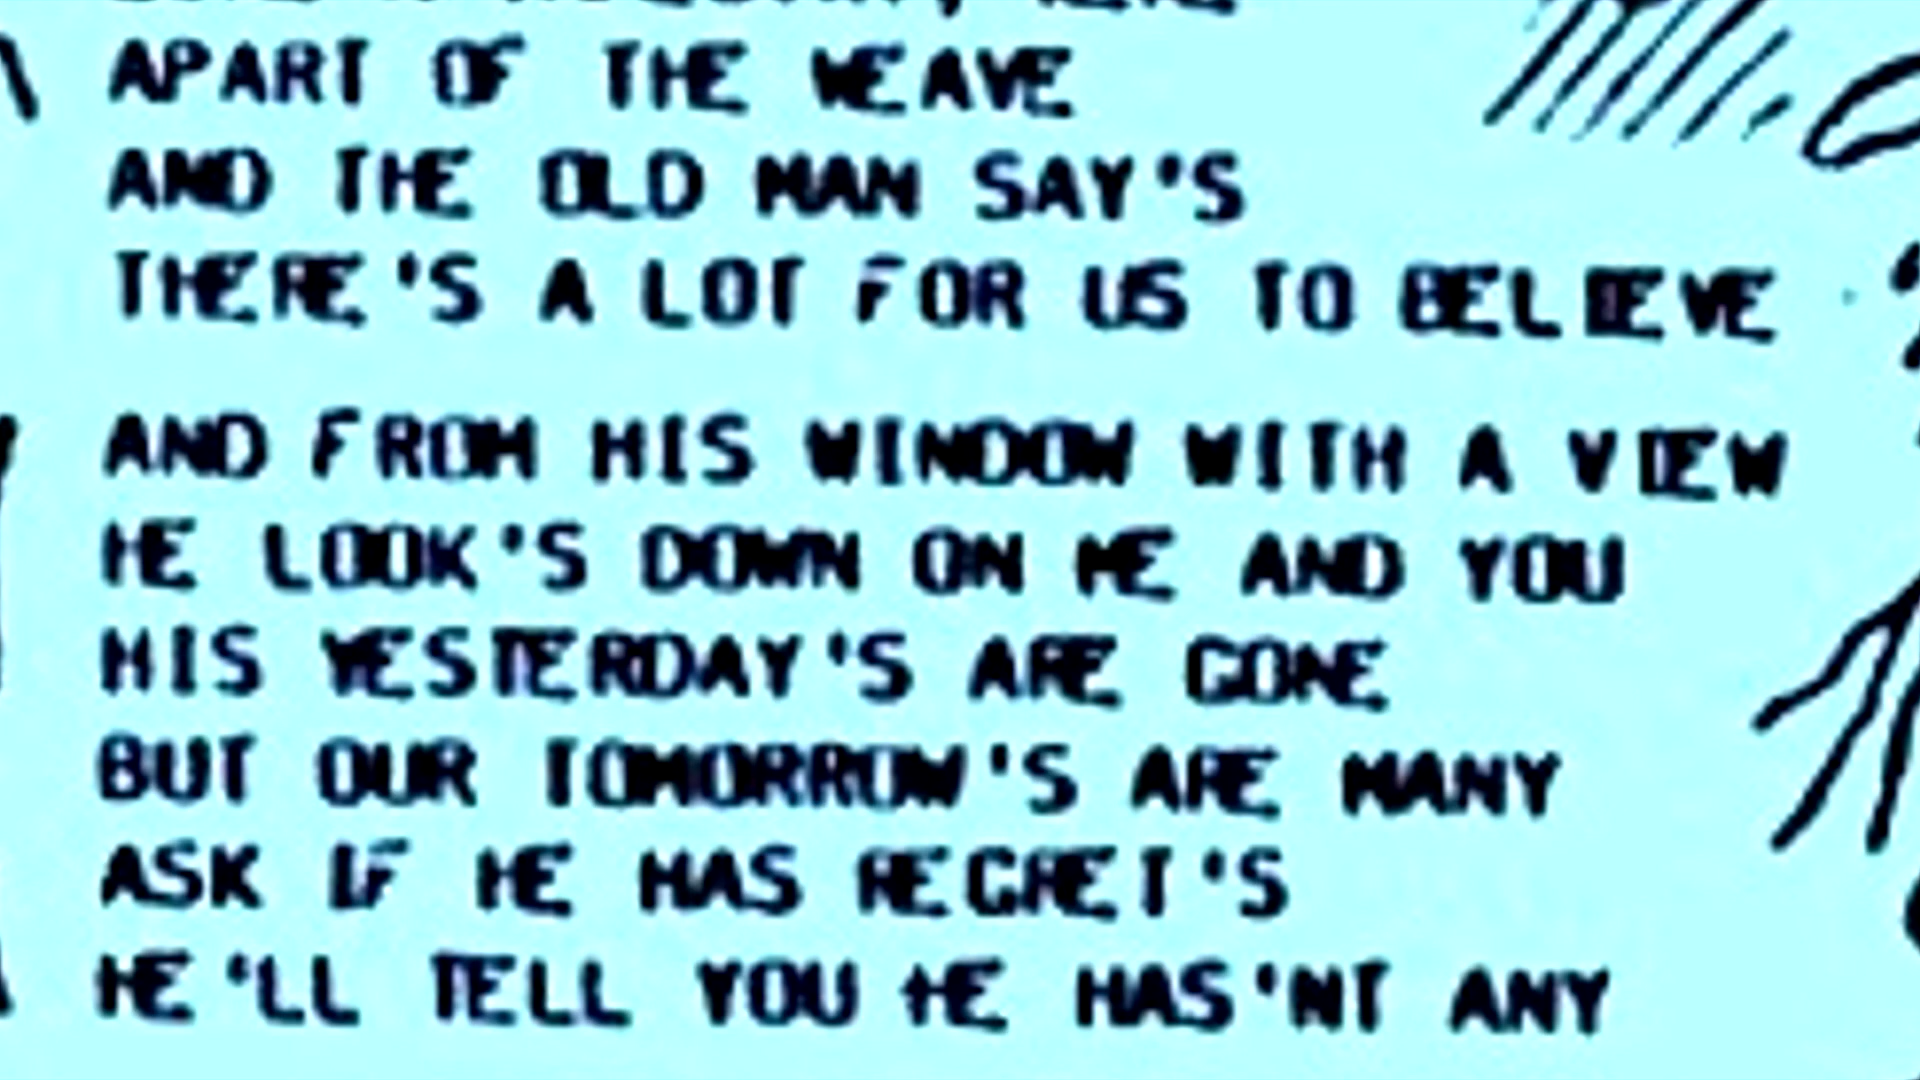 APART OF THE WEAVE
AND THE OLD MAN SAY'S
THERE'S A LOT FOR US TO BELIEVE
AND FROM HIS WINDOW WITH A VIEW
HE LOOK'S DOWN ON ME AND YOU
HIS YESTERDAY'S ARE GONE
BUT OUR TOMORROW'S ARE MANY
ASK IF HE HAS REGRET'S
HE'LL TELL YOU HE HAS'NT ANY